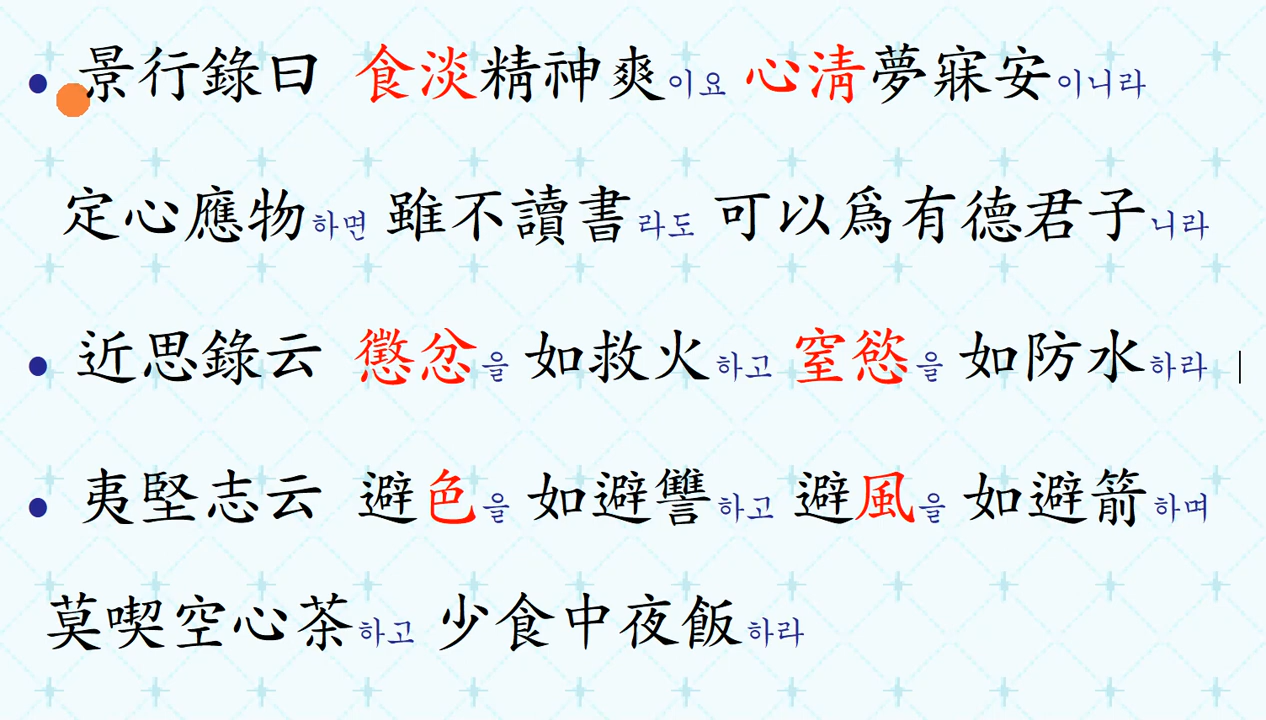 • 景行錄曰 食淡精神爽이요 心淸夢寐安이니라
定心應物하면 雖不讀書라도 可以爲有德君子니라
• 近思錄云 懲忿을 如救火하고 窒慾을 如防水하라
• 夷堅志云 避色을 如避讐하고 避風을 如避箭하며
莫喫空心茶하고 少食中夜飯하라